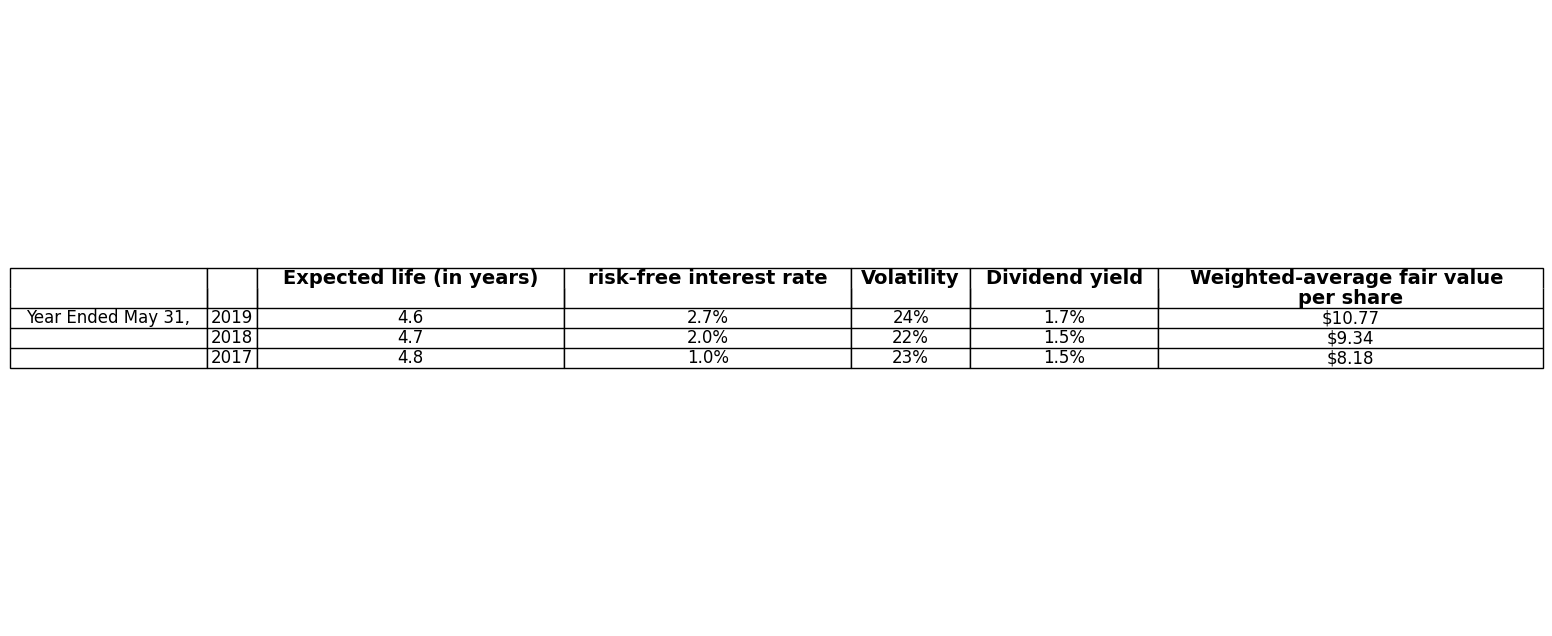 Expected life (in years) risk-free interest rate Volatility Dividend yield Weighted-average fair value
per share
Year Ended May 31, 2019 4.6 2.7% 24% 1.7% $10.77
2018 4.7 2.0% 22% 1.5% $9.34
2017 4.8 1.0% 23% 1.5% $8.18